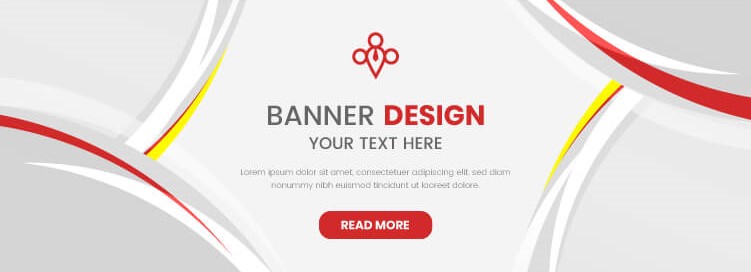 BANNER DESIGN
YOUR TEXT HERE
Lorem ipsum dolor sit amet, consectetuer adipiscing elit, sed diam
nonummy nibh euismod tincidunt ut laoreet dolore.
READ MORE